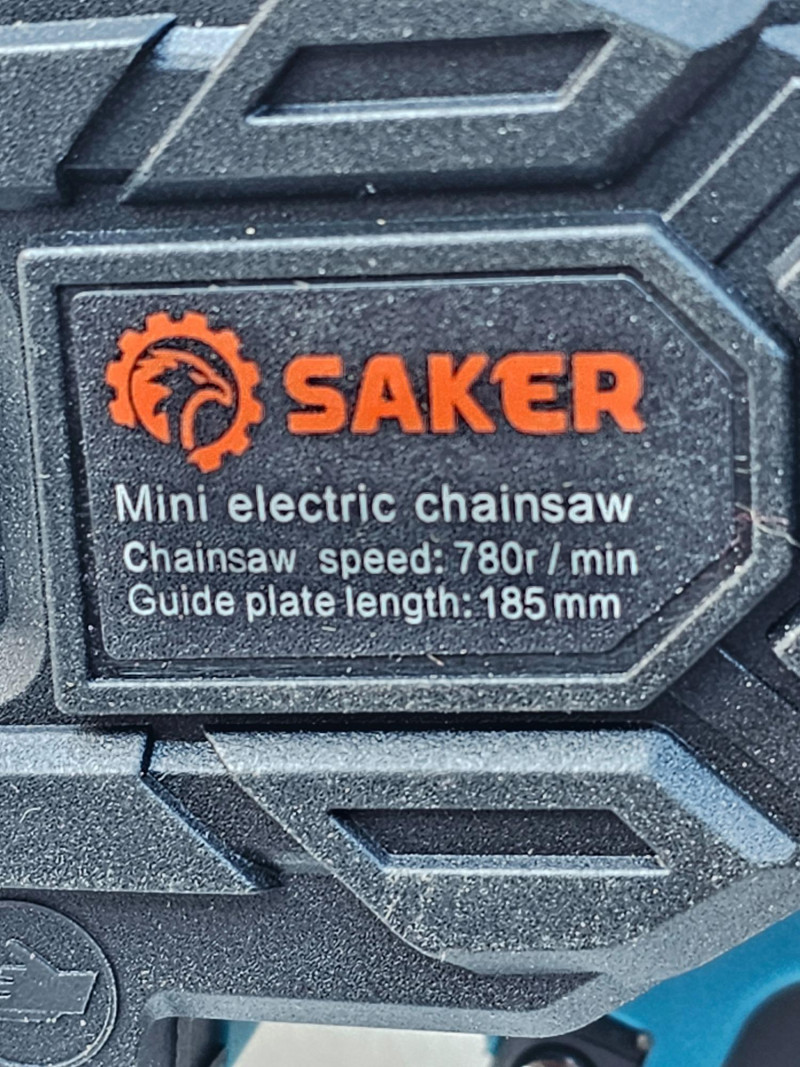 SAKER
Mini electric chainsaw
Chainsaw speed: 780r / min
Guide plate length: 185 mm